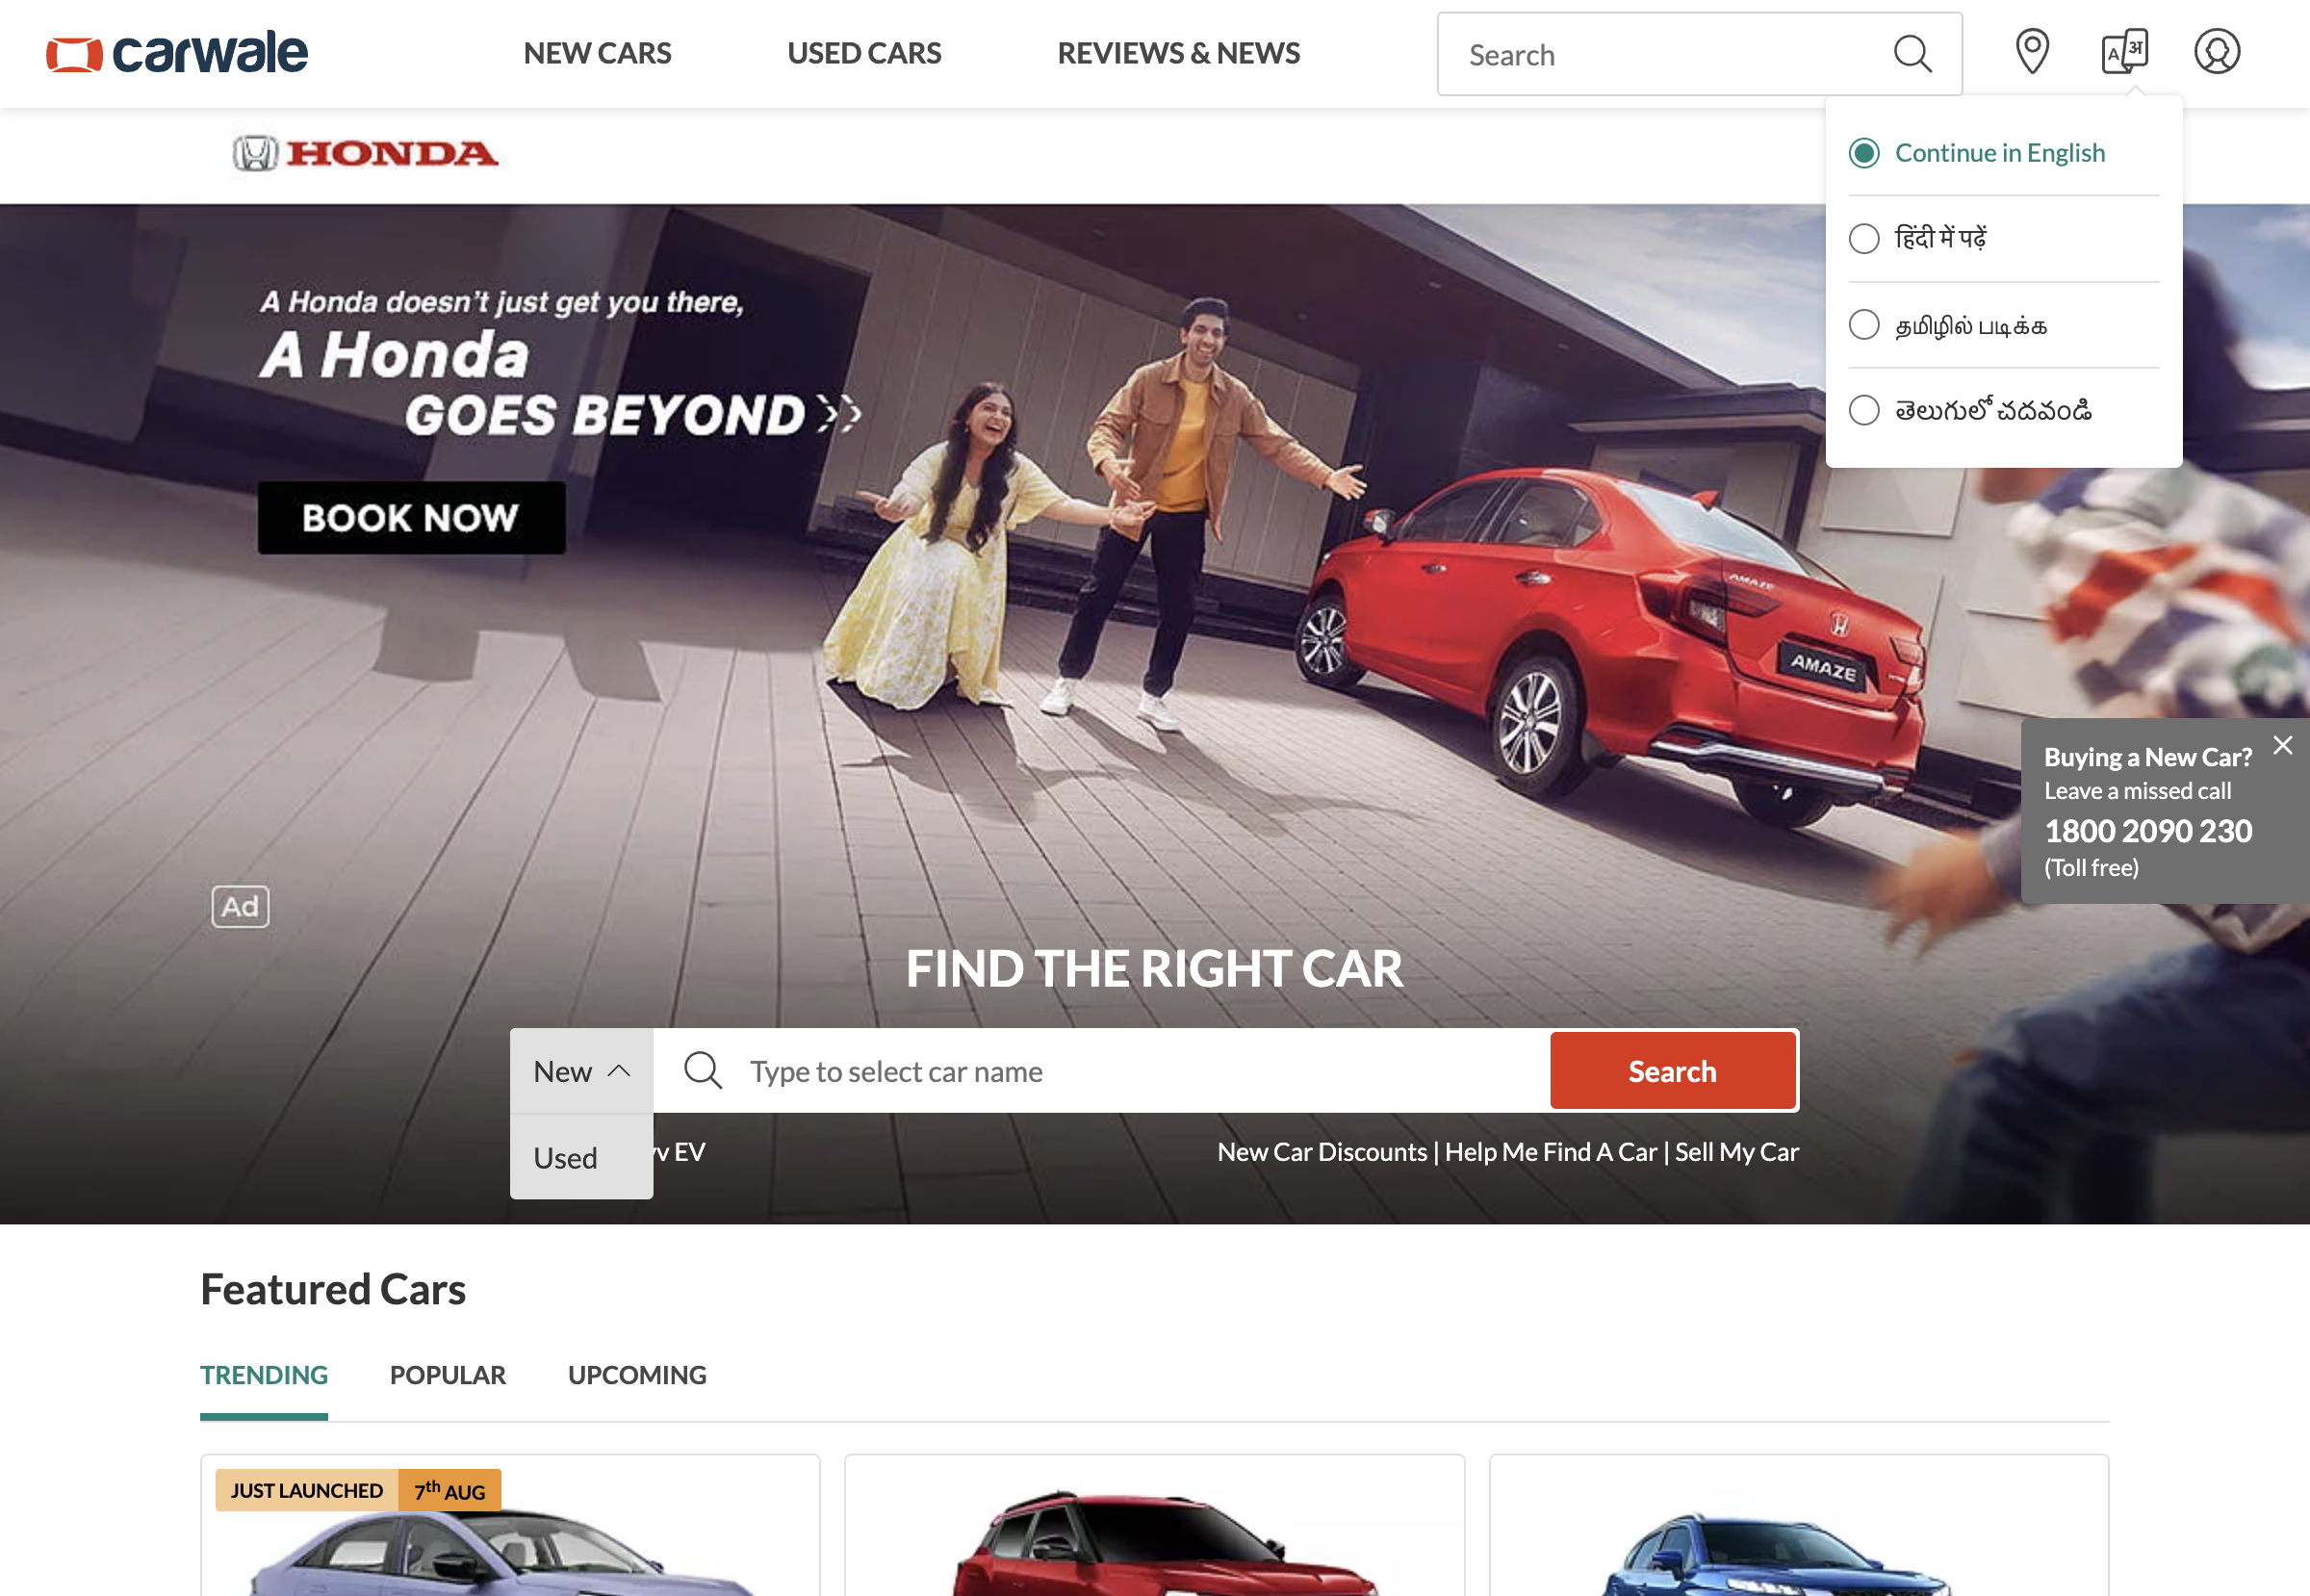 carwale
NEW CARS
USED CARS
REVIEWS & NEWS
Search
A अ
Continue in English
हिंदी में पढ़ें
தமிழில் படிக்க
తెలుగులో చదవండి
HONDA
A Honda doesn't just get you there,
A Honda
GOES BEYOND
BOOK NOW
AMAZE
AMAZE
Buying a New Car?
Leave a missed call
1800 2090 230
(Toll free)
Ad
FIND THE RIGHT CAR
New
Type to select car name
Search
Used
EV
New Car Discounts | Help Me Find A Car | Sell My Car
Featured Cars
TRENDING
POPULAR
UPCOMING
JUST LAUNCHED
7th AUG